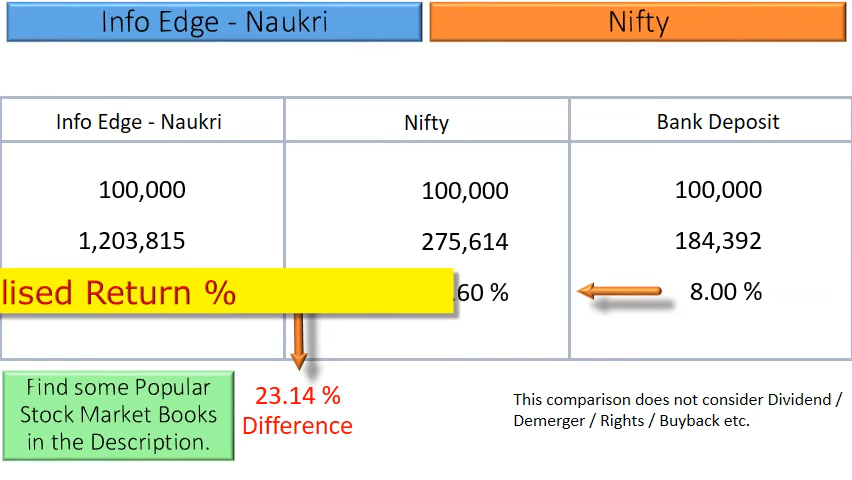 Info Edge - Naukri
Nifty
Info Edge - Naukri Nifty Bank Deposit
100,000 100,000 100,000
1,203,815 275,614 184,392
lised Return % .60 % 8.00 %
Find some Popular
Stock Market Books
in the Description.
23.14 %
Difference
This comparison does not consider Dividend /
Demerger / Rights / Buyback etc.